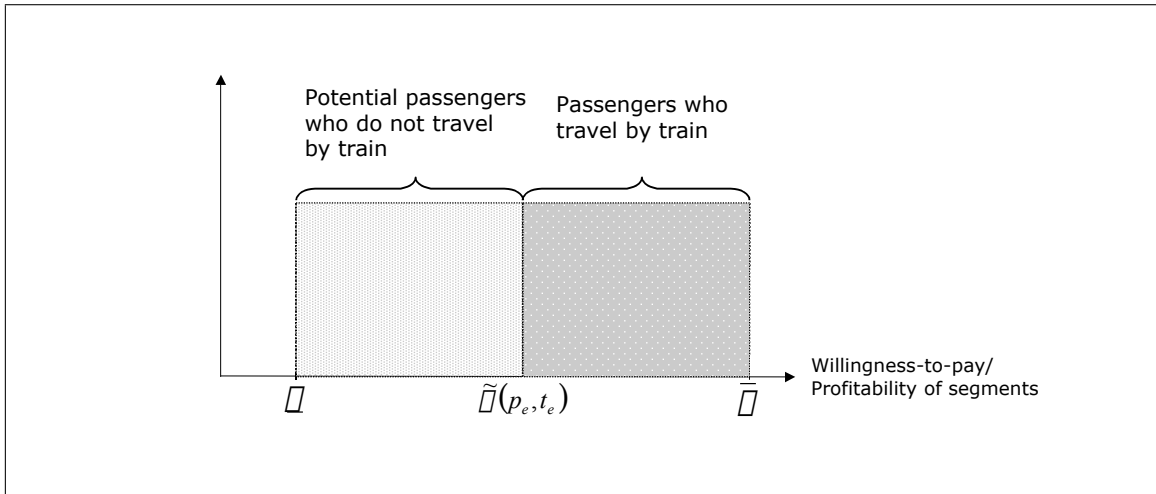 Potential passengers
who do not travel
by train
Passengers who
travel by train
Willingness-to-pay/
Profitability of segments
(p_e, t_e)